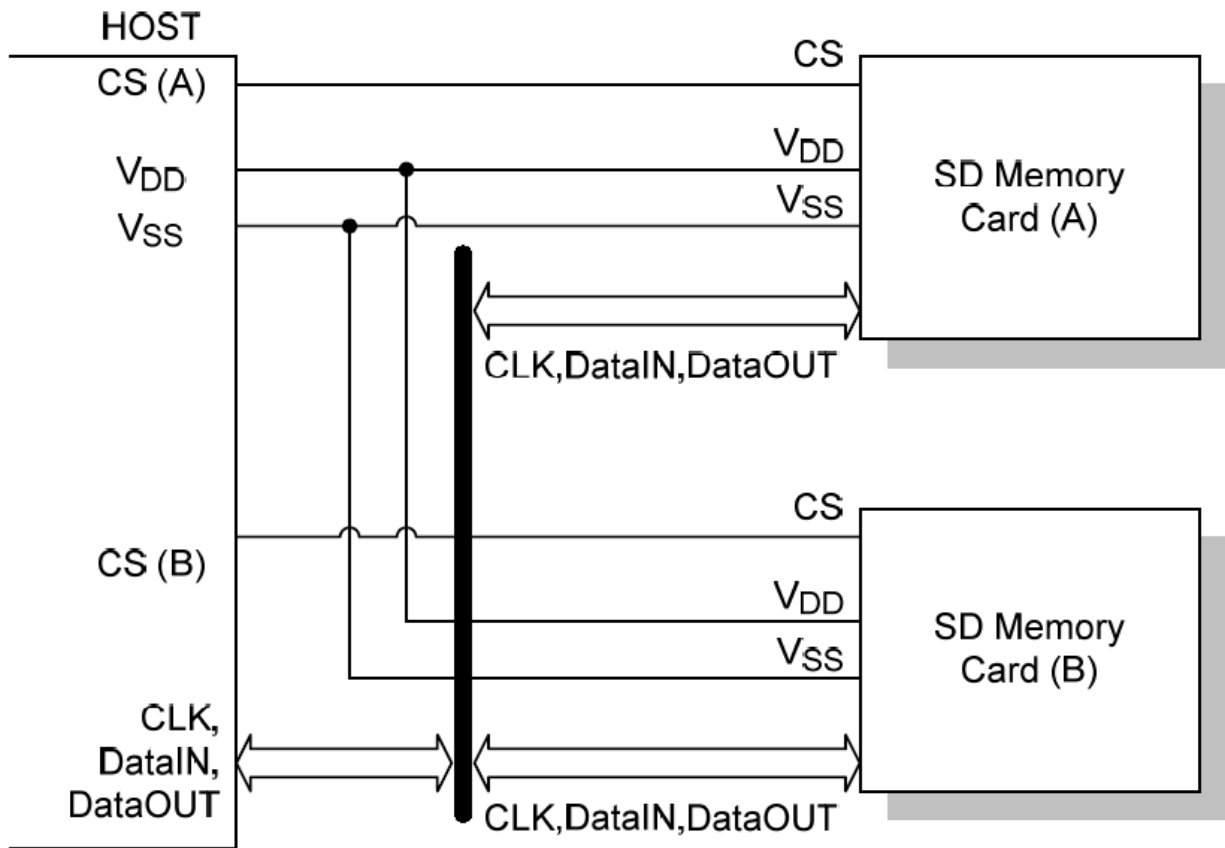 HOST
CS (A)
VDD
VSS
CS (B)
CLK,
DataIN,
DataOUT
CS
VDD
VSS
SD Memory
Card (A)
CLK,DataIN,DataOUT
CS
VDD
VSS
SD Memory
Card (B)
CLK,DataIN,DataOUT